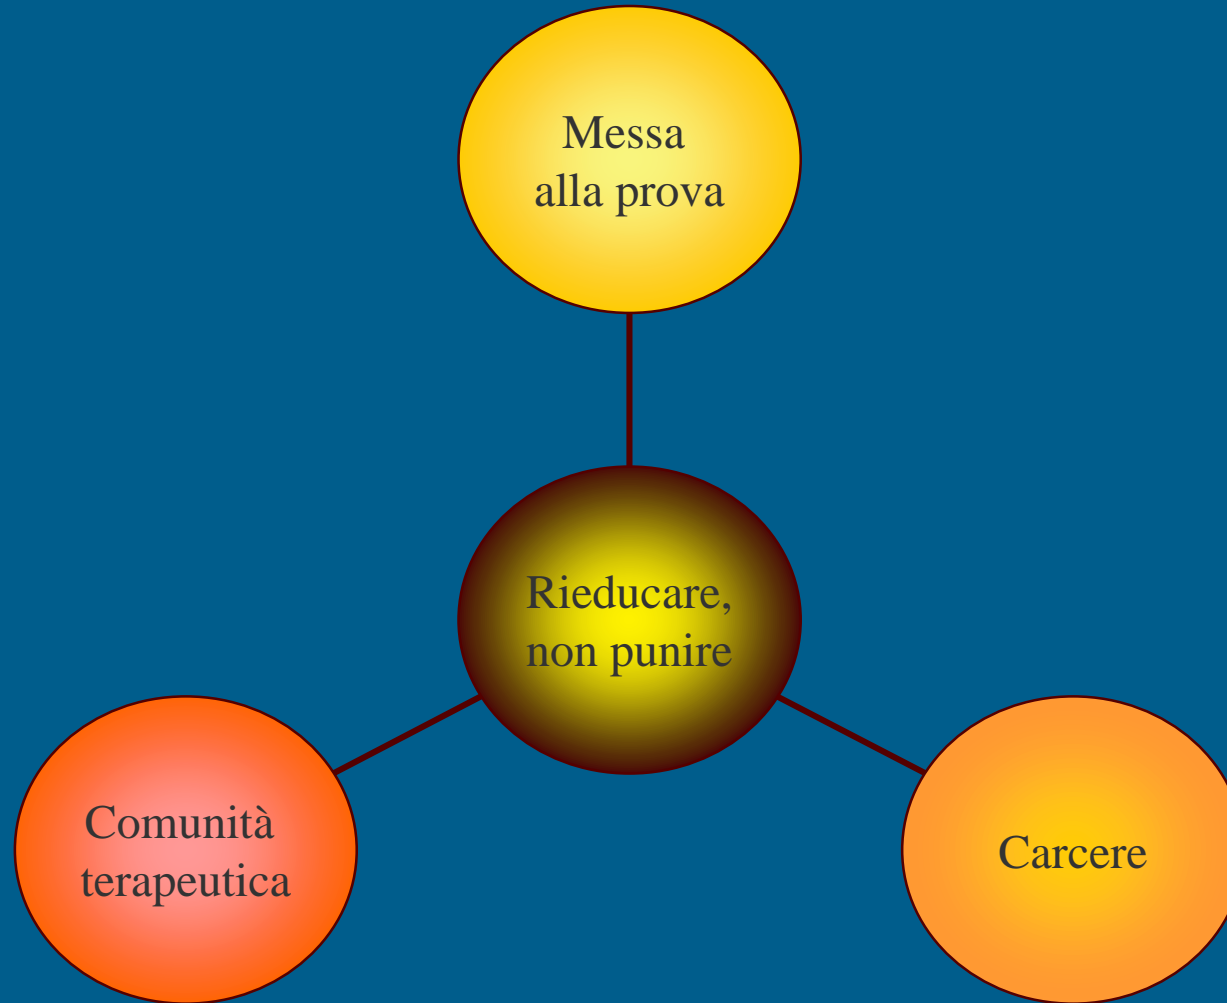 Messa
alla prova
Rieducare,
non punire
Comunità
terapeutica
Carcere